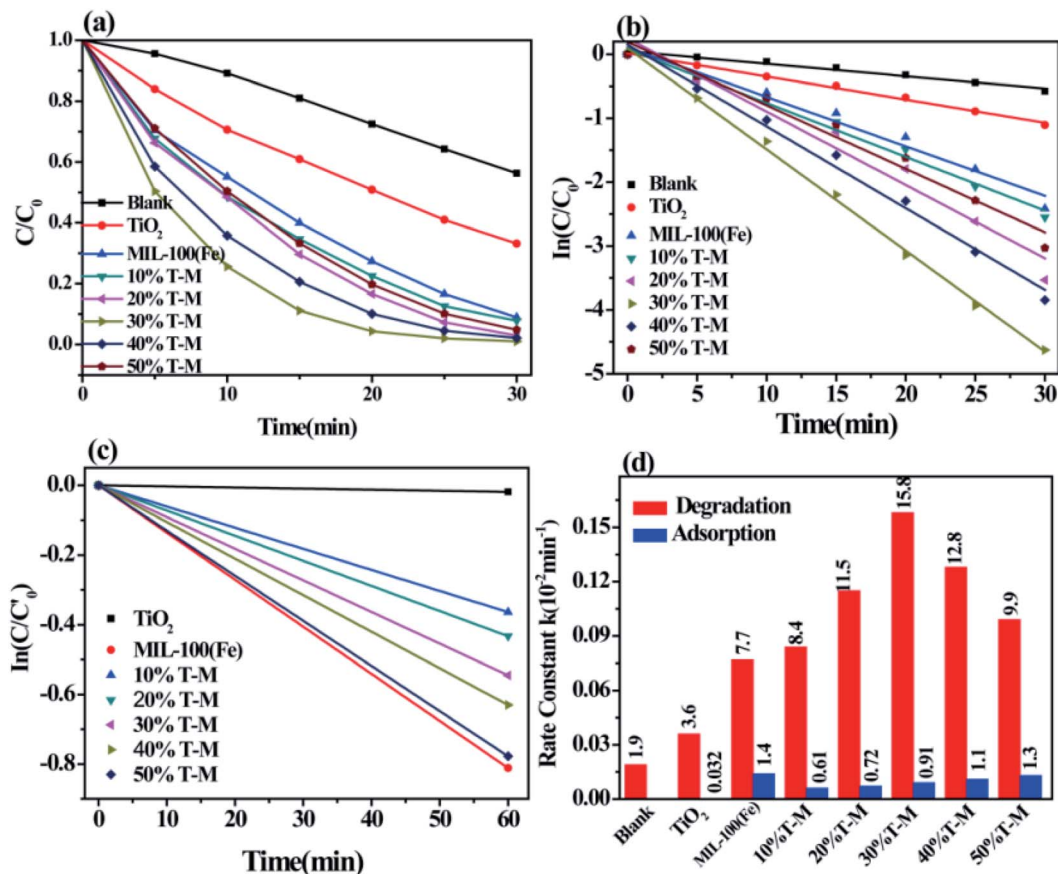 (a)
C/C0
1.0
0.8
0.6
0.4
0.2
0.0
Blank
TiO2
MIL-100(Fe)
10% T-M
20% T-M
30% T-M
40% T-M
50% T-M
0
10
20
30
Time(min)
(b)
ln(C/C0)
0
-1
-2
-3
-4
-5
Blank
TiO2
MIL-100(Fe)
10% T-M
20% T-M
30% T-M
40% T-M
50% T-M
0
5
10
15
20
25
30
Time(min)
(c)
ln(C/C'0)
0.0
-0.2
-0.4
-0.6
-0.8
TiO2
MIL-100(Fe)
10% T-M
20% T-M
30% T-M
40% T-M
50% T-M
0
10
20
30
40
50
60
Time(min)
(d)
Rate Constant k(10-2min-1)
0.15
0.12
0.09
0.06
0.03
0.00
Degradation
Adsorption
1.9
3.6
0.032
7.7
1.4
8.4
0.61
11.5
0.72
15.8
0.91
12.8
1.1
9.9
1.3
Blank
TiO2
MIL-100(Fe)
10%T-M
20%T-M
30%T-M
40%T-M
50%T-M